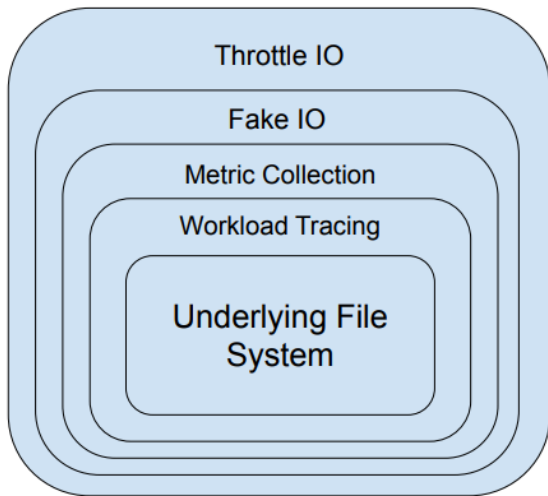 Throttle IO
Fake IO
Metric Collection
Workload Tracing
Underlying File
System